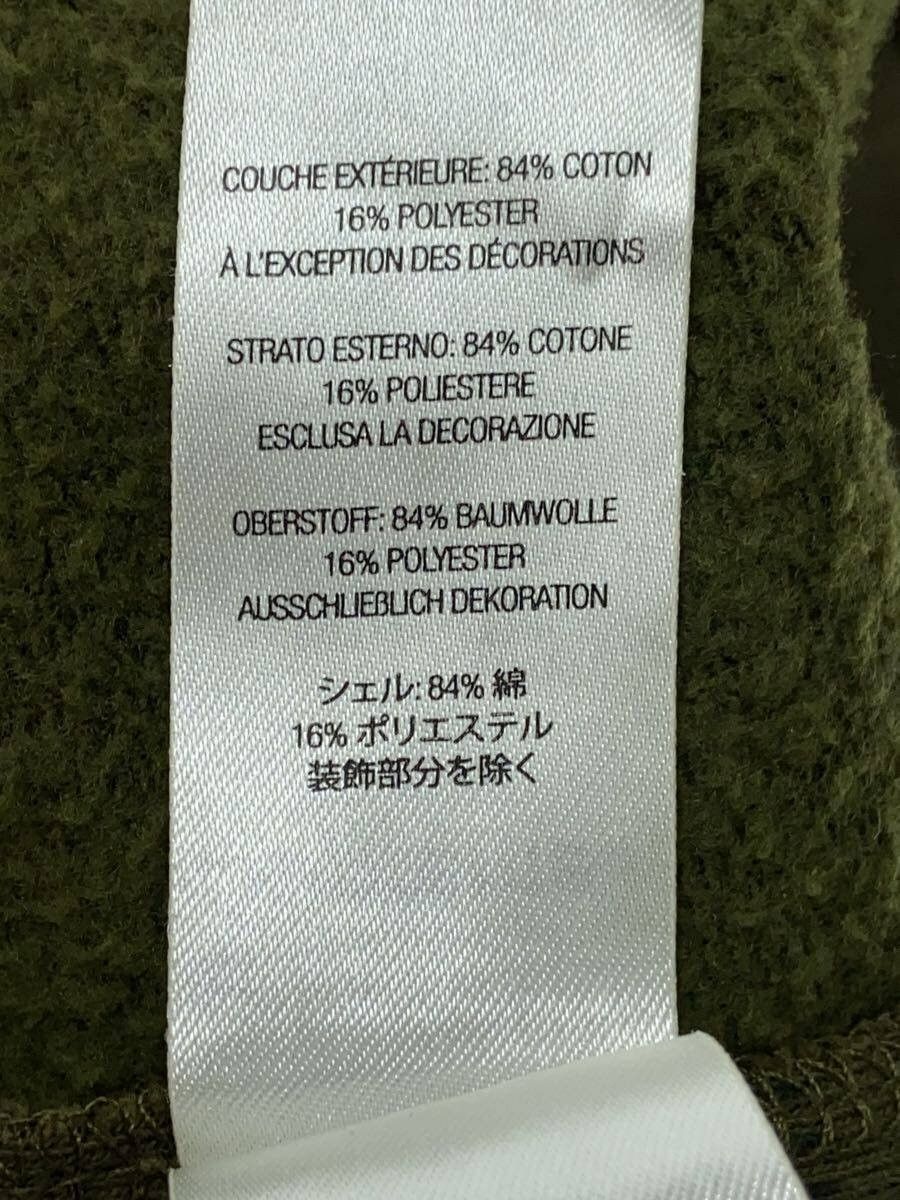 COUCHE EXTÉRIEURE: 84% COTON
16% POLYESTER
À L'EXCEPTION DES DÉCORATIONS
STRATO ESTERNO: 84% COTONE
16% POLIESTERE
ESCLUSA LA DECORAZIONE
OBERSTOFF: 84% BAUMWOLLE
16% POLYESTER
AUSSCHLIEßLICH DEKORATION
シェル: 84% 綿
16% ポリエステル
装飾部分を除く